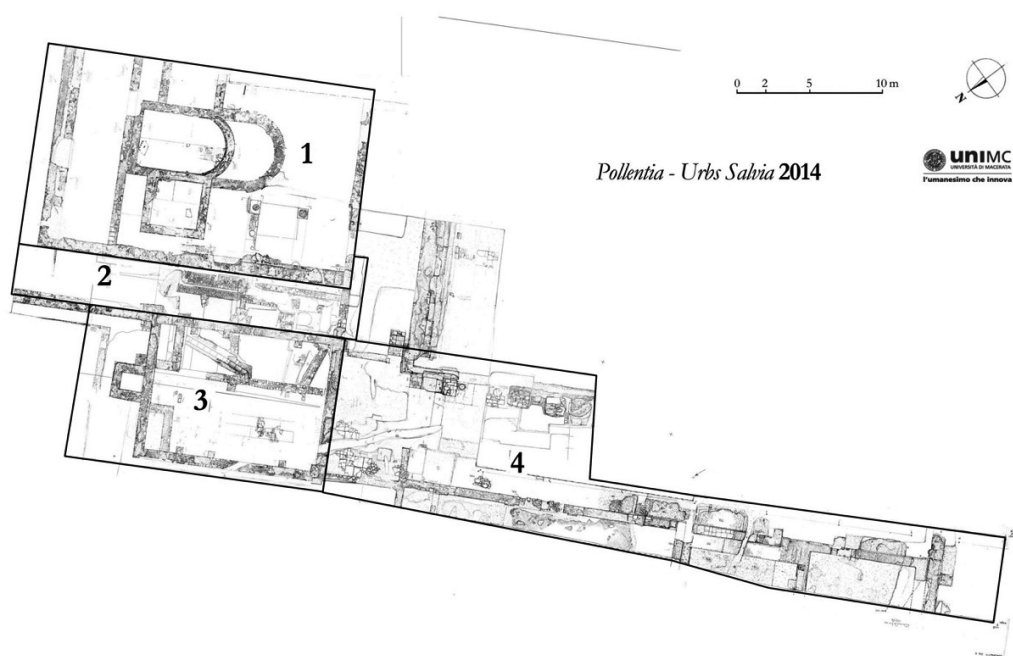 0 2 5 10 m
N
Pollentia - Urbs Salvia 2014
uniMC
UNIVERSITÀ DI MACERATA
l'umanesimo che innova
1
2
3
4